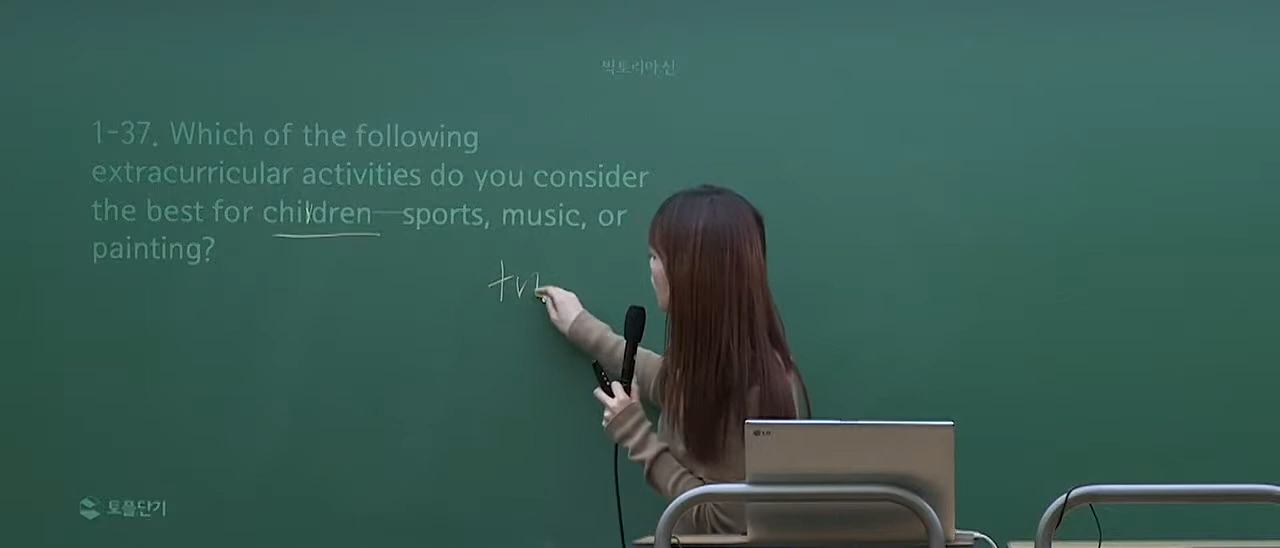 빅토리아 신
1-37. Which of the following
extracurricular activities do you consider
the best for children—sports, music, or
painting?
LG
토플단기